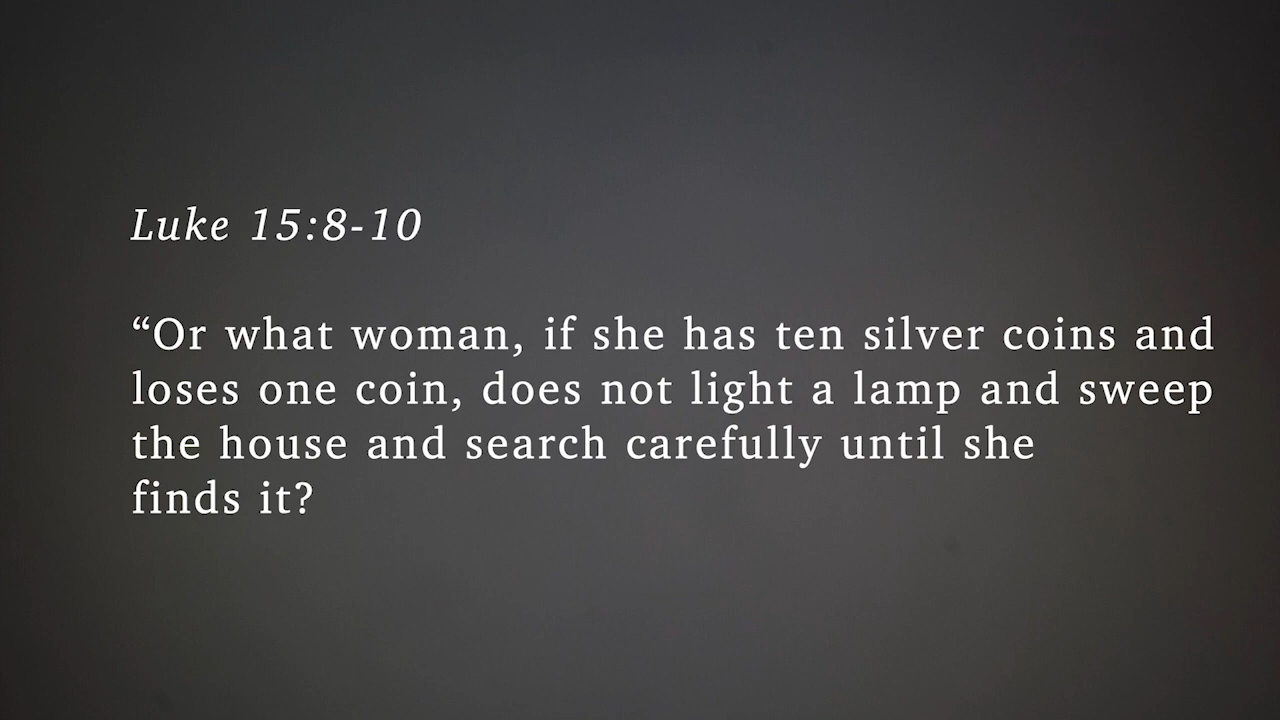 Luke 15:8-10
“Or what woman, if she has ten silver coins and
loses one coin, does not light a lamp and sweep
the house and search carefully until she
finds it?